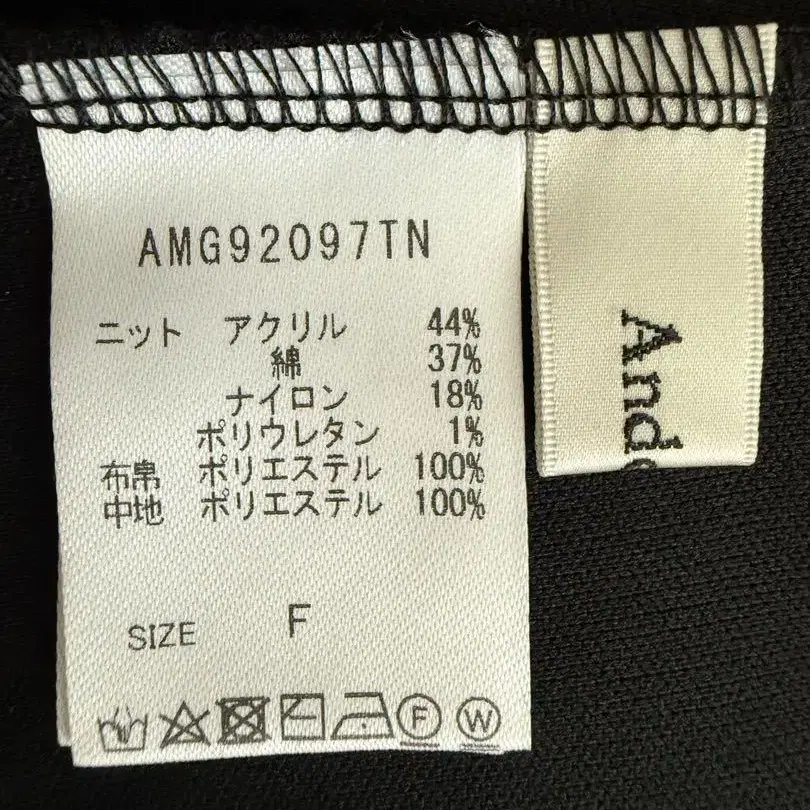 AMG92097TN
ニット アクリル 44%
綿 37%
ナイロン 18%
ポリウレタン 1%
布帛 ポリエステル 100%
中地 ポリエステル 100%
SIZE F
F W
And